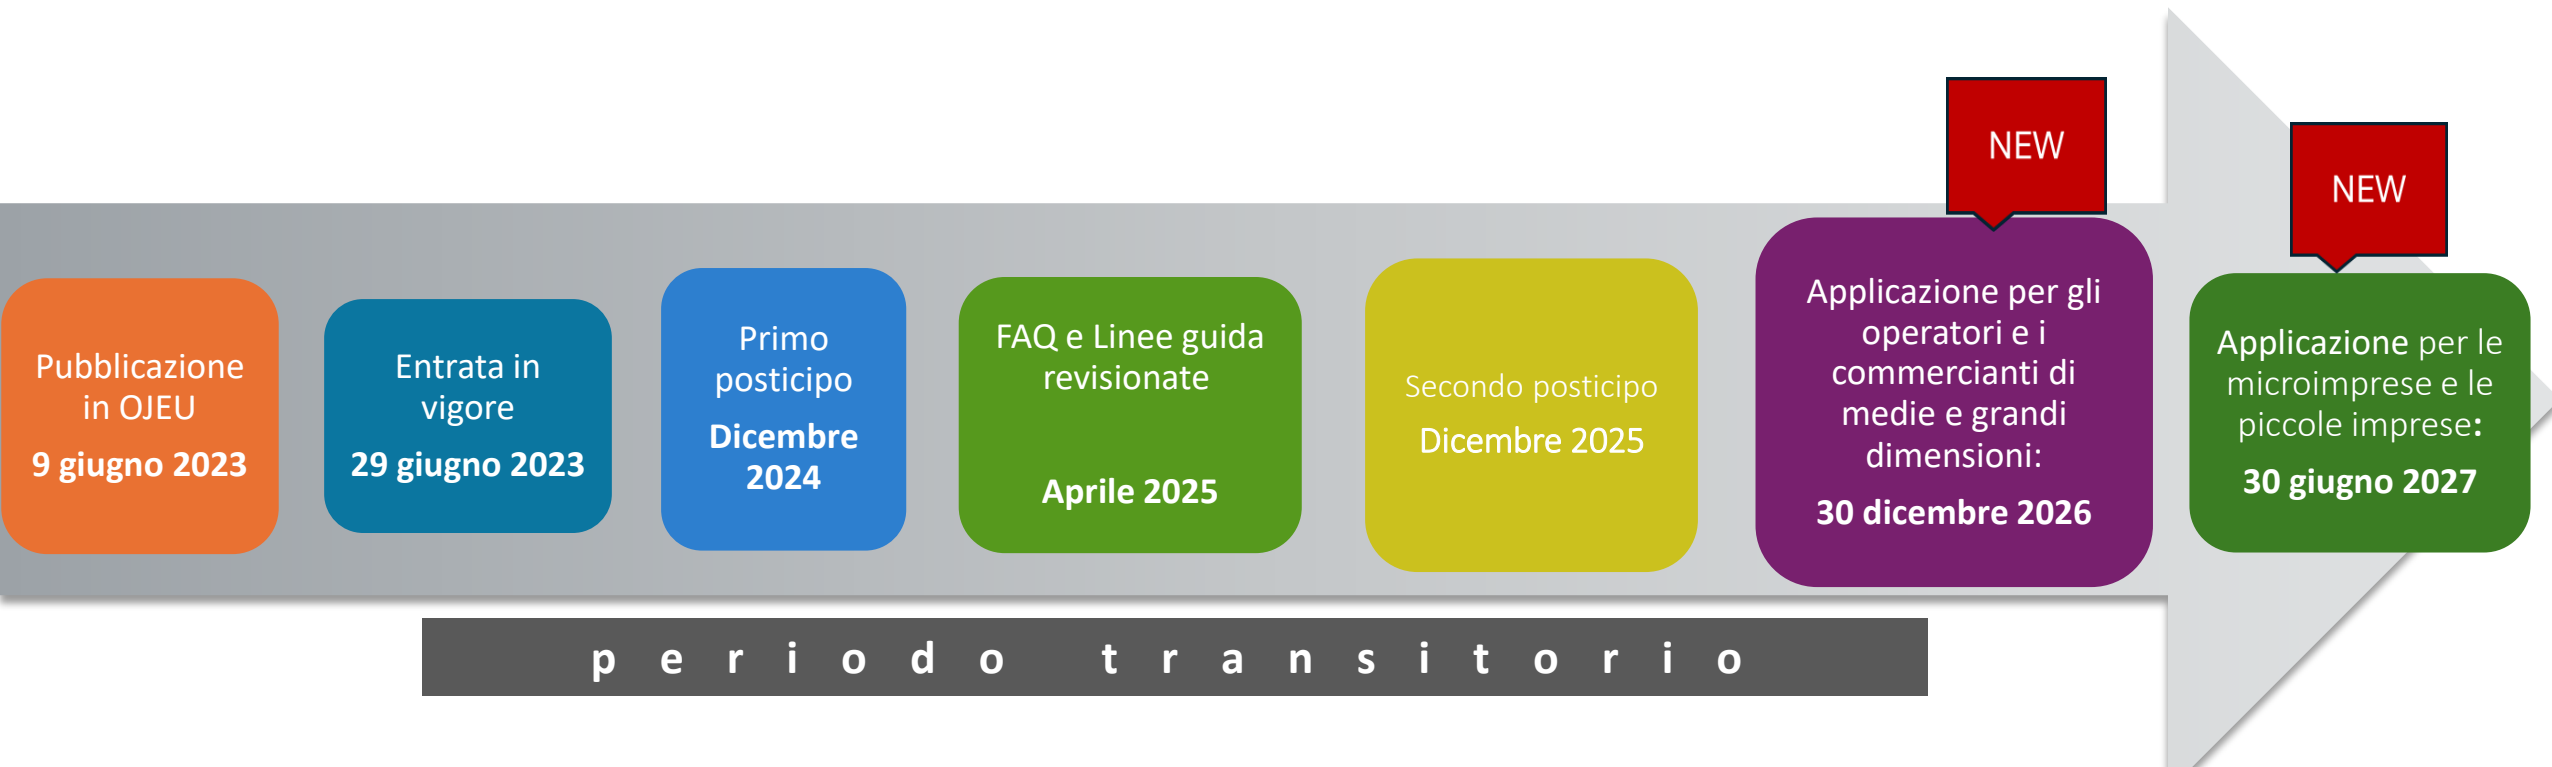 Pubblicazione
in OJEU
9 giugno 2023
Entrata in
vigore
29 giugno 2023
Primo
posticipo
Dicembre
2024
FAQ e Linee guida
revisionate
Aprile 2025
Secondo posticipo
Dicembre 2025
NEW
Applicazione per gli
operatori e i
commercianti di
medie e grandi
dimensioni:
30 dicembre 2026
NEW
Applicazione per le
microimprese e le
piccole imprese:
30 giugno 2027
periodo transitorio